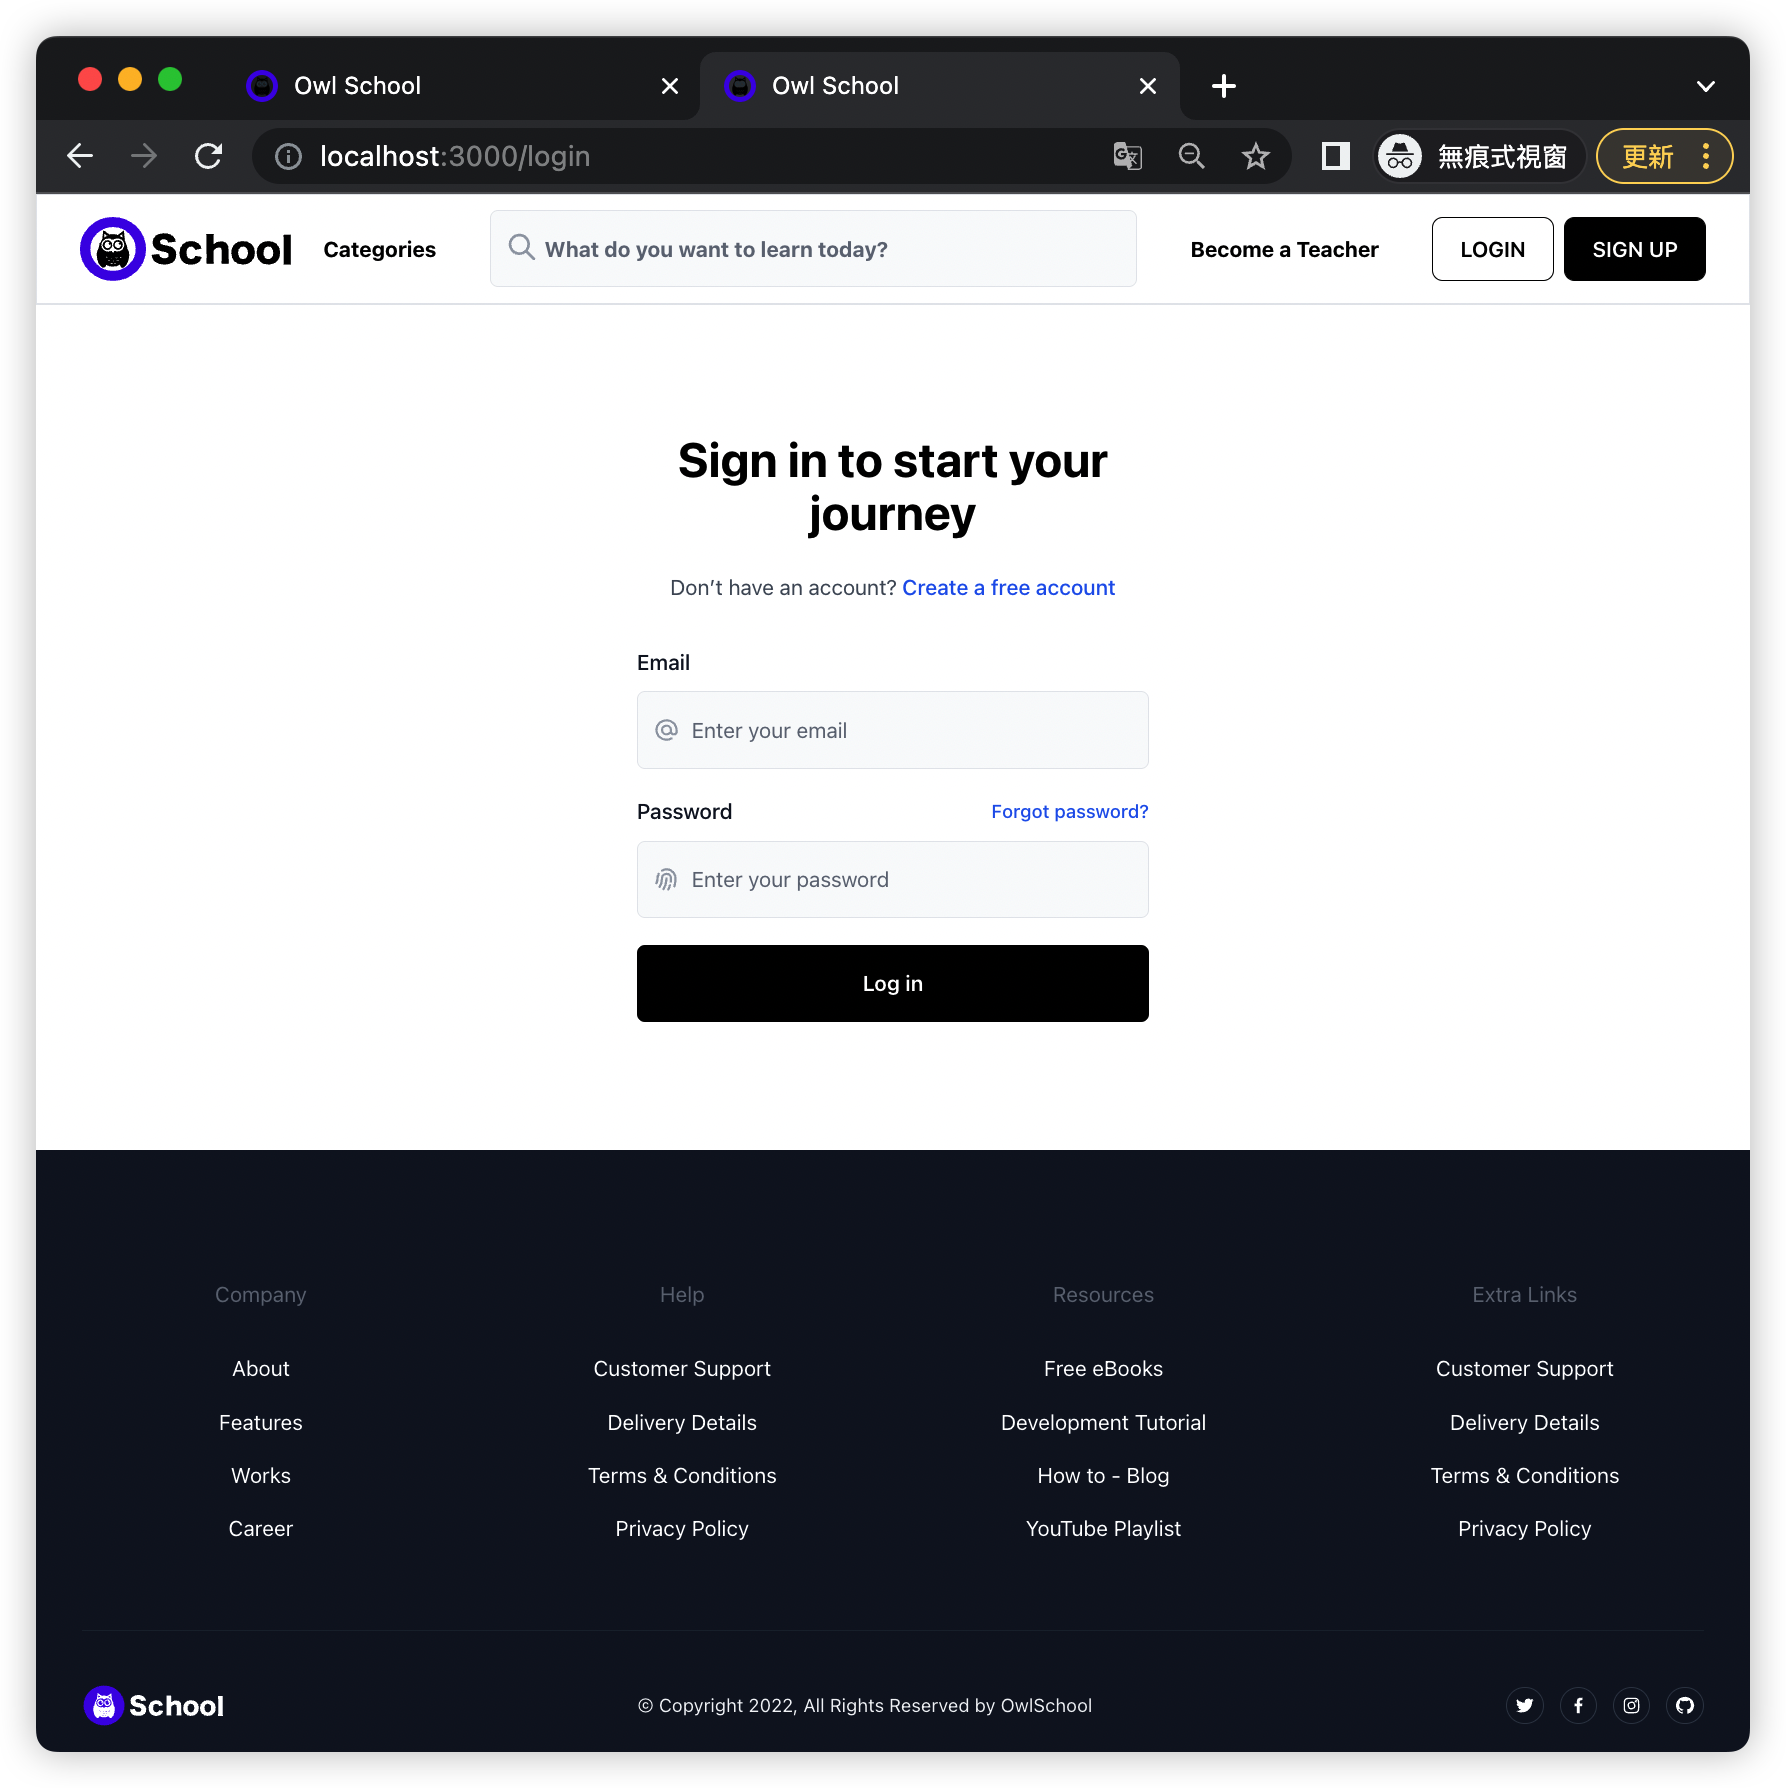 Owl School
Owl School
localhost:3000/login
無痕式視窗
更新
School
Categories
What do you want to learn today?
Become a Teacher
LOGIN
SIGN UP
Sign in to start your
journey
Don't have an account? Create a free account
Email
Enter your email
Password
Forgot password?
Enter your password
Log in
Company
About
Features
Works
Career
Help
Customer Support
Delivery Details
Terms & Conditions
Privacy Policy
Resources
Free eBooks
Development Tutorial
How to - Blog
YouTube Playlist
Extra Links
Customer Support
Delivery Details
Terms & Conditions
Privacy Policy
School
© Copyright 2022, All Rights Reserved by OwlSchool